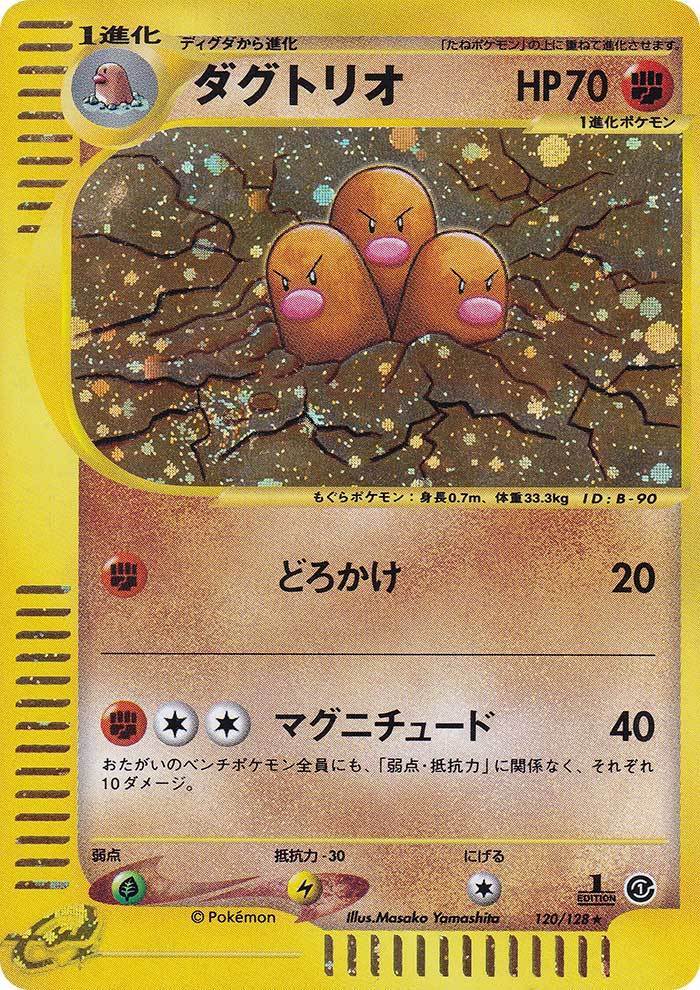 1進化
ディグダから進化
「たねポケモン」の上に重ねて進化させます。
ダグトリオ HP70
1進化ポケモン
もぐらポケモン：身長0.7m、体重33.3kg ID:B-90
どろかけ 20
マグニチュード 40
おたがいのベンチポケモン全員にも、「弱点・抵抗力」に関係なく、それぞれ
10ダメージ。
弱点 抵抗力-30 にげる
1 EDITION
©Pokémon Illus.Masako Yamashita 120/128★